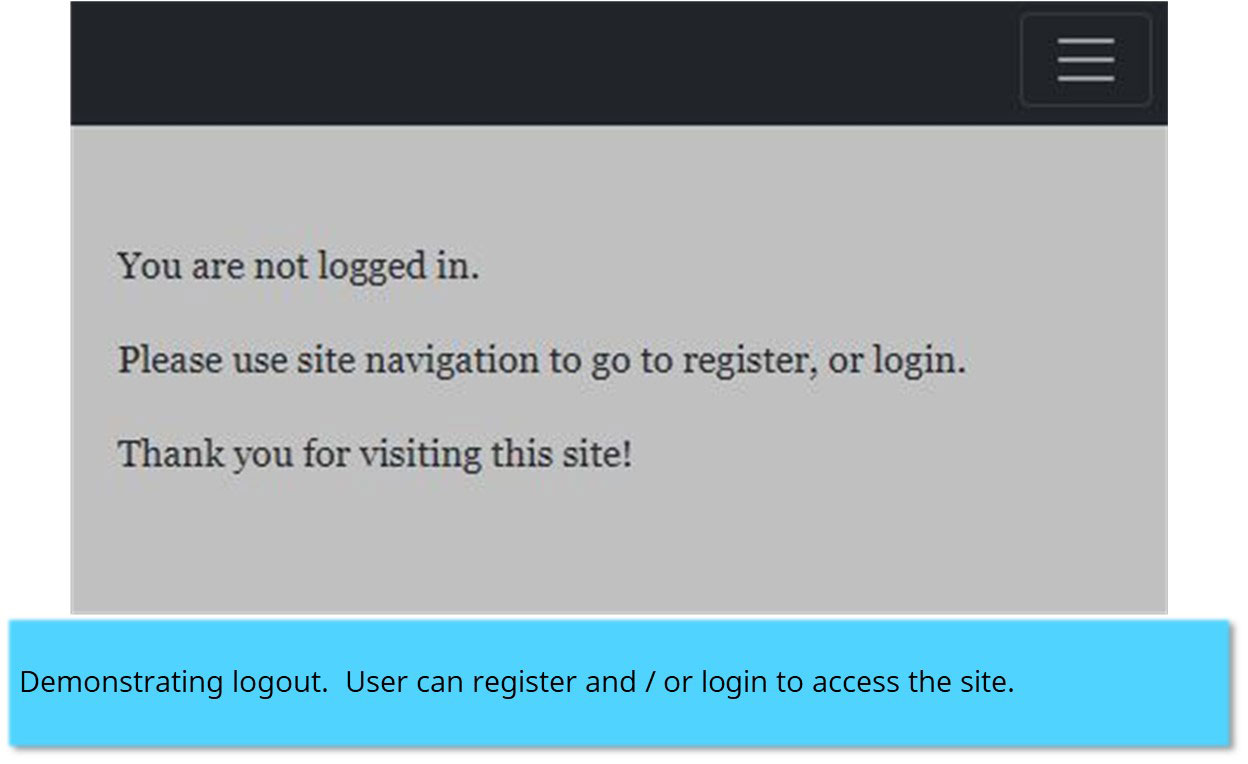 You are not logged in.
Please use site navigation to go to register, or login.
Thank you for visiting this site!
Demonstrating logout.  User can register and / or login to access the site.